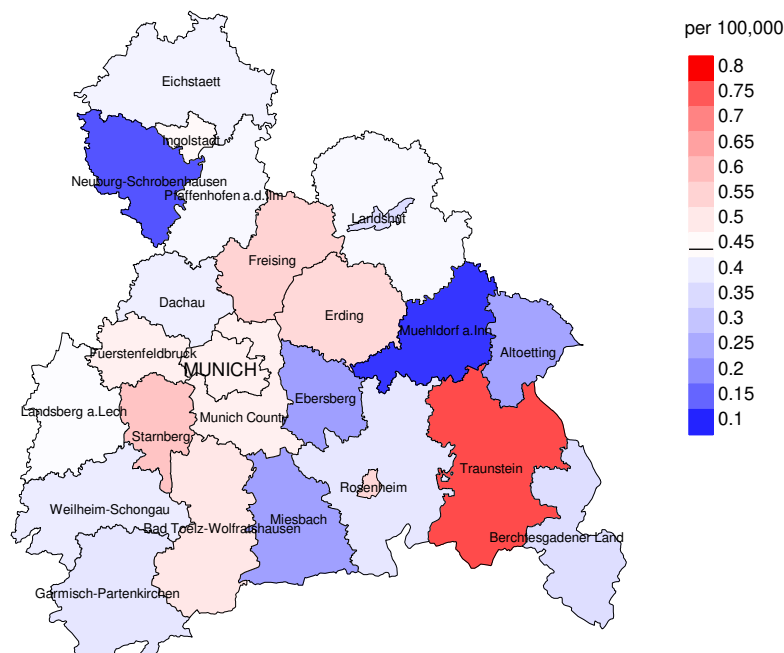 per 100,000
0.8
0.75
0.7
0.65
0.6
0.55
0.5
0.45
0.4
0.35
0.3
0.25
0.2
0.15
0.1
Eichstaett
Ingolstadt
Neuburg-Schrobenhausen
Pfaffenhofen a.d.Ilm
Landshut
Freising
Dachau
Erding
Muehldorf a.Inn
Altoetting
Fuerstenfeldbruck
MUNICH
Ebersberg
Landsberg a.Lech
Munich County
Starnberg
Traunstein
Rosenheim
Weilheim-Schongau
Miesbach
Bad Toelz-Wolfratshausen
Berchtesgadener Land
Garmisch-Partenkirchen